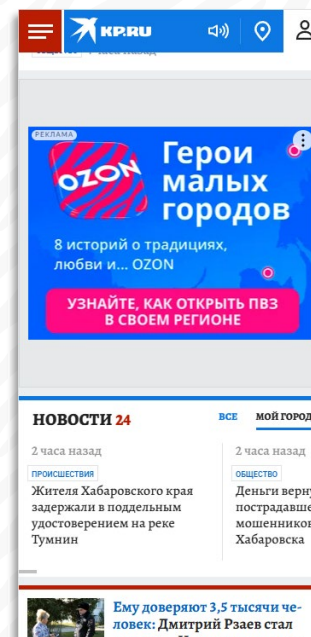 KP.RU
РЕКЛАМА
OZON
Герои
малых
городов
8 историй о традициях,
любви и... OZON
УЗНАЙТЕ, КАК ОТКРЫТЬ ПВЗ
В СВОЕМ РЕГИОНЕ
НОВОСТИ 24
ВСЕ МОЙ ГОРОД
2 часа назад
ПРОИСШЕСТВИЯ
Жителя Хабаровского края
задержали в поддельным
удостоверением на реке
Тумнин
2 часа назад
ОБЩЕСТВО
Деньги верну
пострадавше
мошенников
Хабаровска
Ему доверяют 3,5 тысячи че-
ловек: Дмитрий Рзаев стал